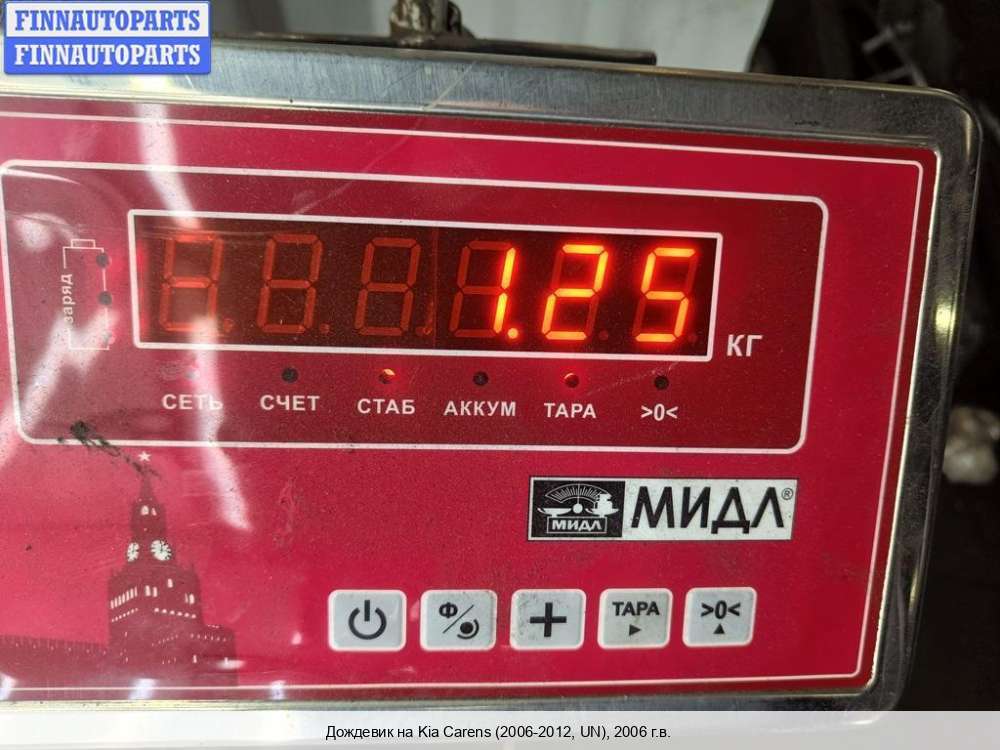 FINNAUTOPARTS
FINNAUTOPARTS
заряд
1.25
КГ
СЕТЬ СЧЕТ СТАБ АККУМ ТАРА >0<
МИДЛ
МИДЛ®
Ф/ + ТАРА >0<
Дождевик на Kia Carens (2006-2012, UN), 2006 г.в.